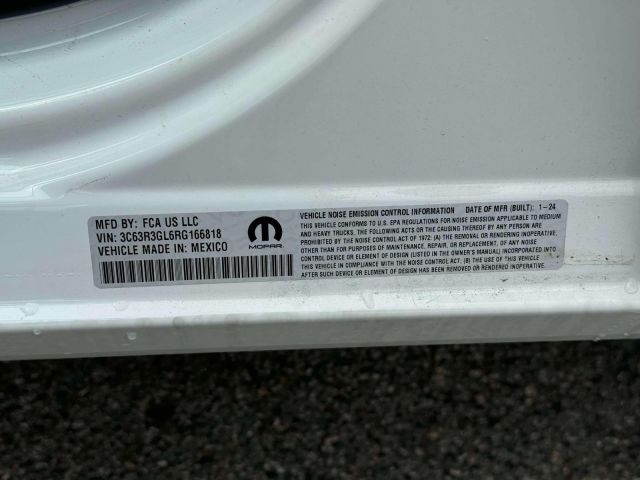 MFD BY: FCA US LLC
VIN: 3C63R3GL6RG166818
VEHICLE MADE IN: MEXICO
MOPAR
VEHICLE NOISE EMISSION CONTROL INFORMATION DATE OF MFR (BUILT): 1-24
THIS VEHICLE CONFORMS TO U.S. EPA REGULATIONS FOR NOISE EMISSION APPLICABLE TO MEDIUM
AND HEAVY TRUCKS. THE FOLLOWING ACTS OR THE CAUSING THEREOF BY ANY PERSON ARE
PROHIBITED BY THE NOISE CONTROL ACT OF 1972: (A) THE REMOVAL OR RENDERING INOPERATIVE,
OTHER THAN FOR PURPOSES OF MAINTENANCE, REPAIR, OR REPLACEMENT, OF ANY NOISE
CONTROL DEVICE OR ELEMENT OF DESIGN (LISTED IN THE OWNER'S MANUAL) INCORPORATED INTO
THIS VEHICLE IN COMPLIANCE WITH THE NOISE CONTROL ACT: (B) THE USE OF THIS VEHICLE
AFTER SUCH DEVICE OR ELEMENT OF DESIGN HAS BEEN REMOVED OR RENDERED INOPERATIVE.